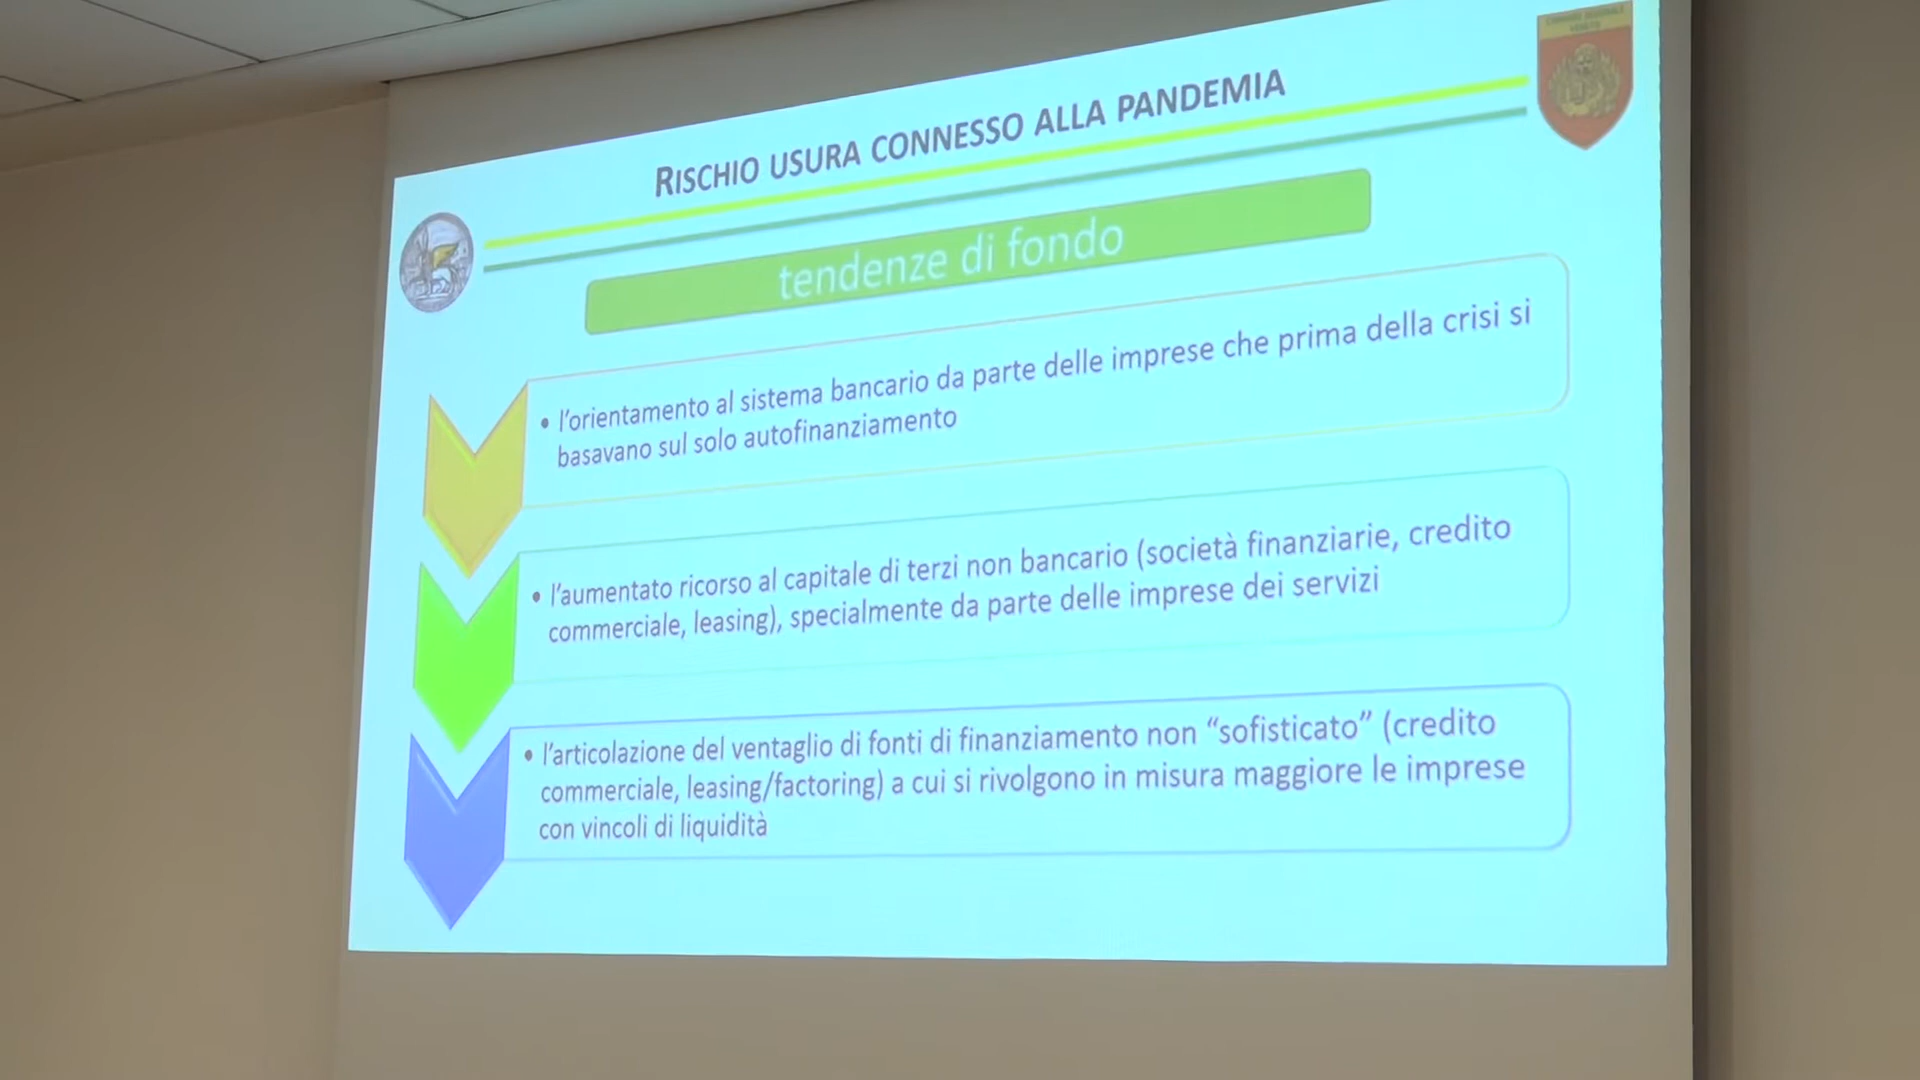 RISCHIO USURA CONNESSO ALLA PANDEMIA
tendenze di fondo
• l'orientamento al sistema bancario da parte delle imprese che prima della crisi si
basavano sul solo autofinanziamento
• l'aumentato ricorso al capitale di terzi non bancario (società finanziarie, credito
commerciale, leasing), specialmente da parte delle imprese dei servizi
• l'articolazione del ventaglio di fonti di finanziamento non “sofisticato” (credito
commerciale, leasing/factoring) a cui si rivolgono in misura maggiore le imprese
con vincoli di liquidità